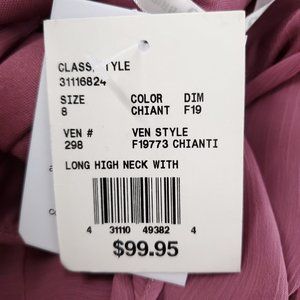 CLASS/STYLE
31116824
SIZE COLOR DIM
8 CHIANT F19
VEN # VEN STYLE
298 F19773 CHIANTI
LONG HIGH NECK WITH
4 31110 49382 4
$99.95